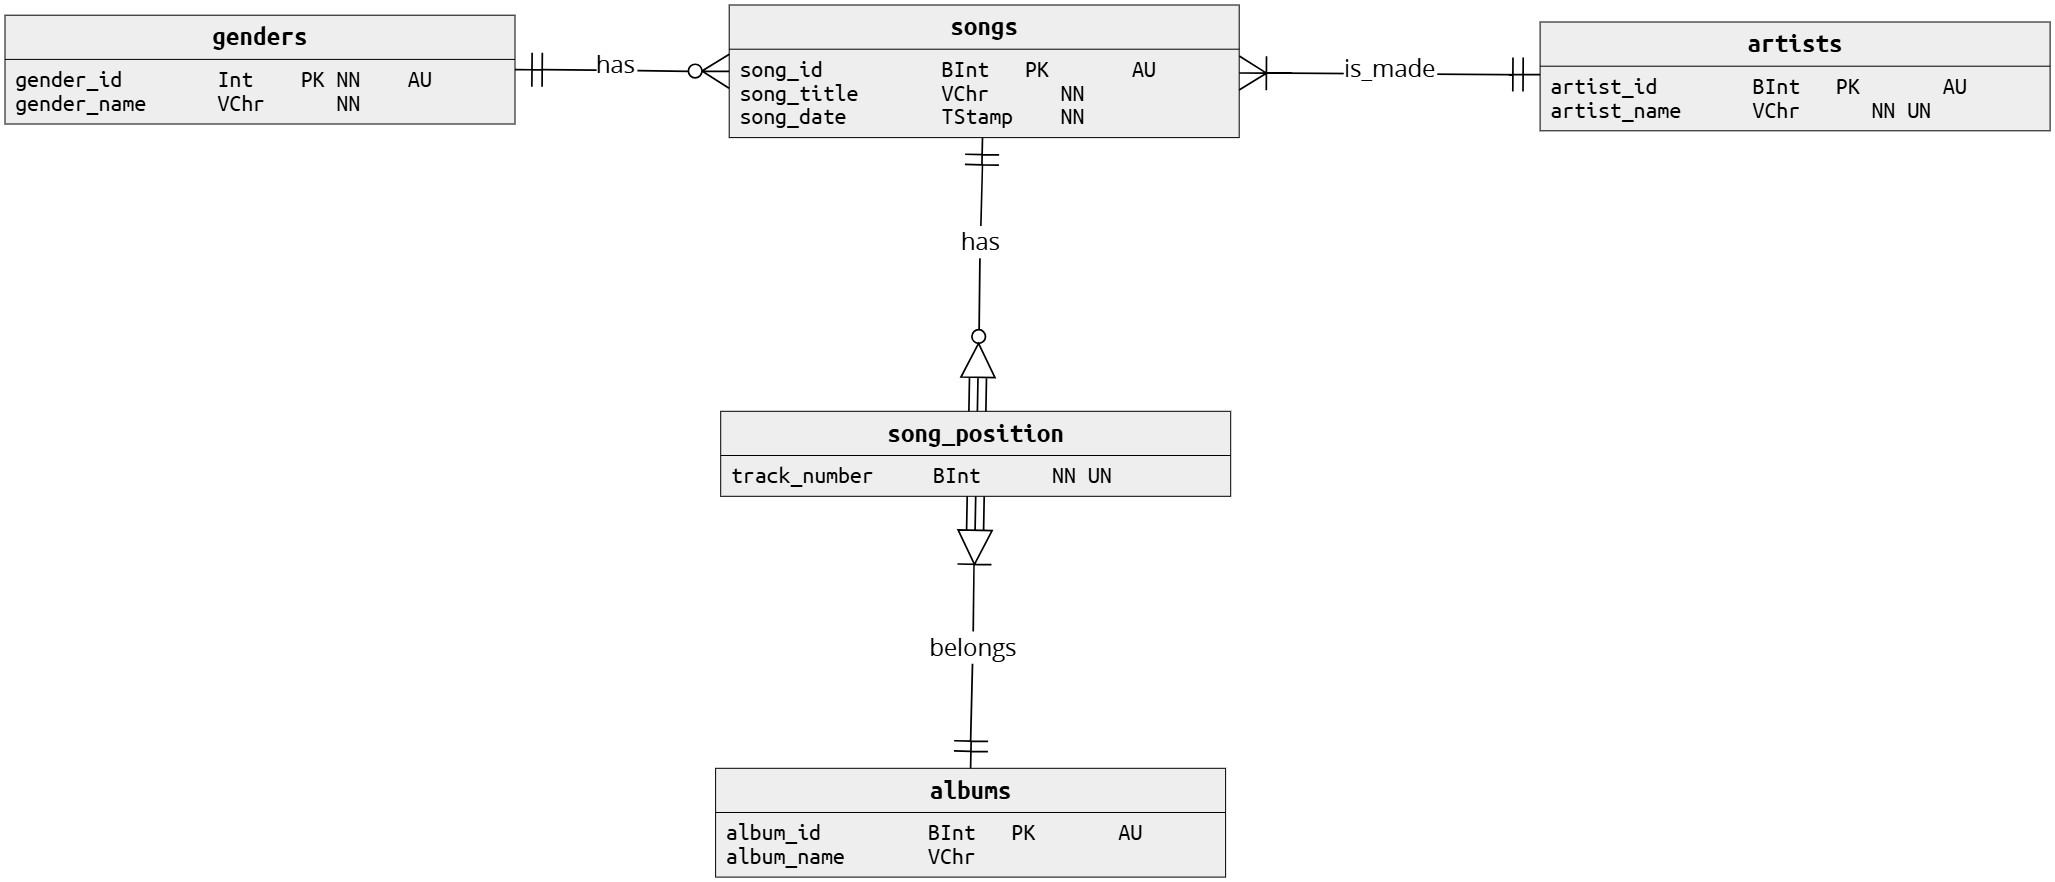 genders
gender_id Int PK NN AU
gender_name VChr NN
has
songs
song_id BInt PK AU
song_title VChr NN
song_date TStamp NN
is_made
artists
artist_id BInt PK AU
artist_name VChr NN UN
has
song_position
track_number BInt NN UN
belongs
albums
album_id BInt PK AU
album_name VChr